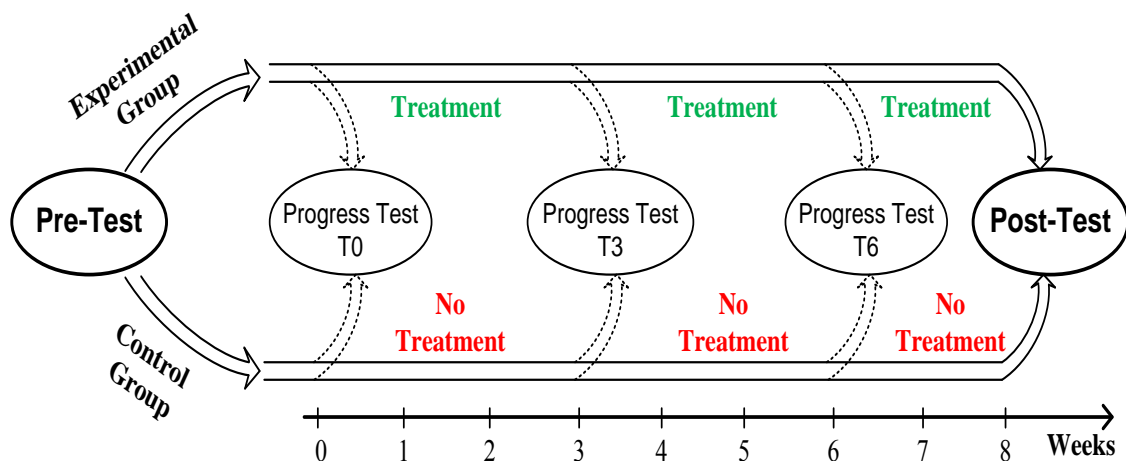 Experimental
Group
Treatment
Treatment
Treatment
Pre-Test
Progress Test
T0
Progress Test
T3
Progress Test
T6
Post-Test
No
Treatment
No
Treatment
No
Treatment
Control
Group
0 1 2 3 4 5 6 7 8 Weeks